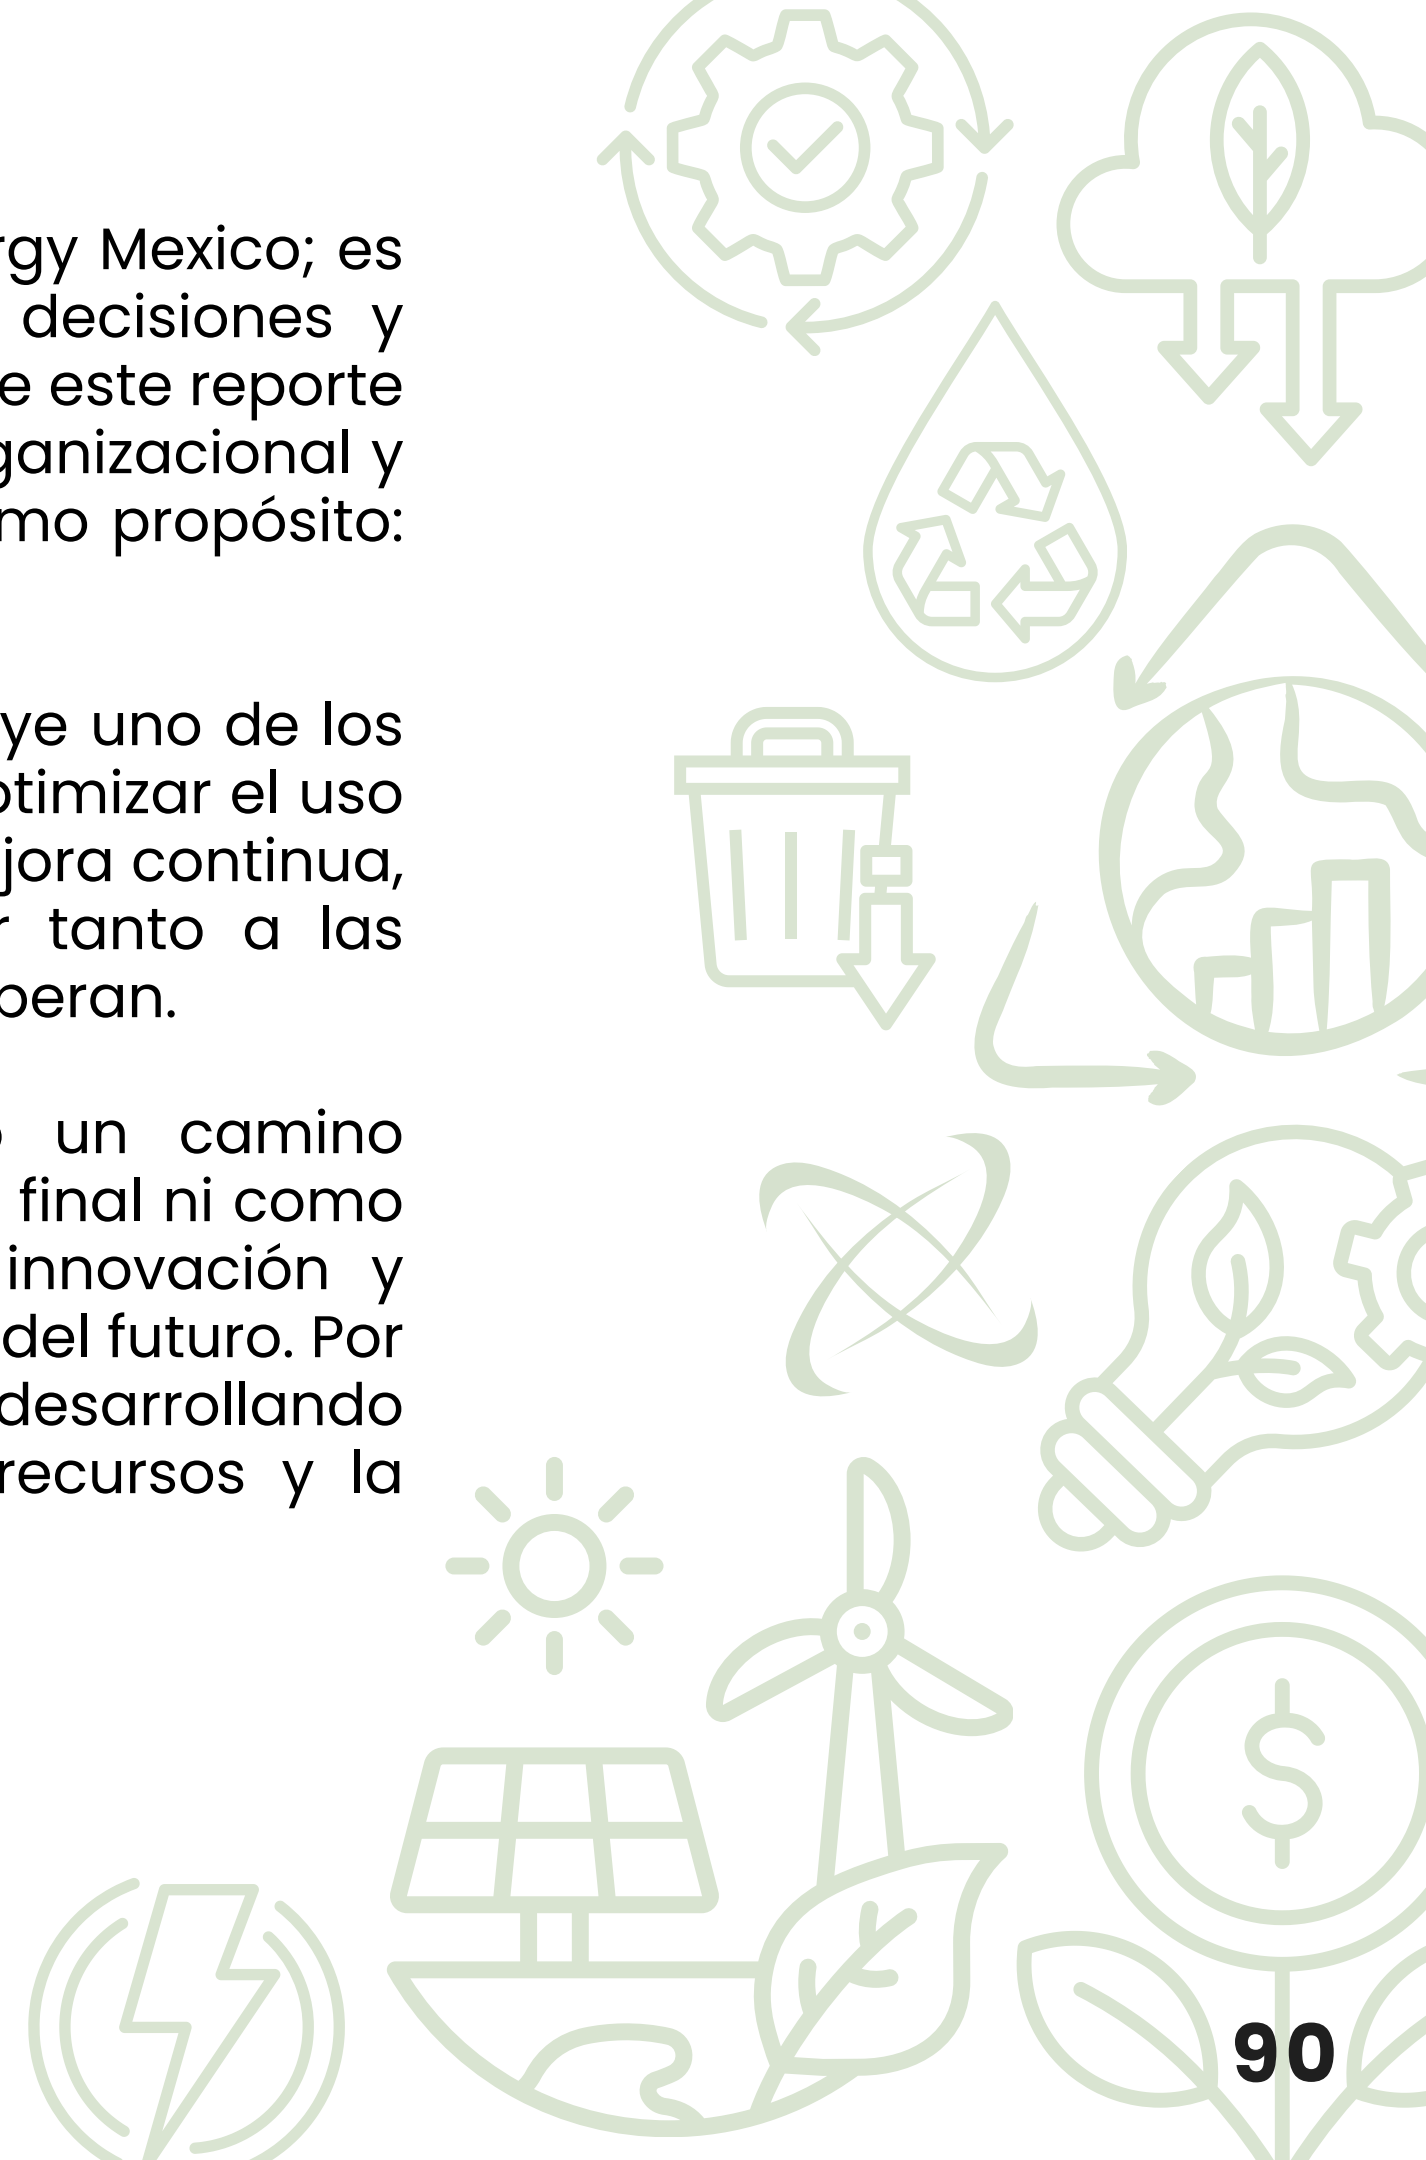 rgy Mexico; es
decisiones y
e este reporte
ganizacional y
mo propósito:
ye uno de los
ptimizar el uso
jora continua,
r tanto a las
peran.
o un camino
final ni como
innovación y
del futuro. Por
desarrollando
recursos y la
$
90